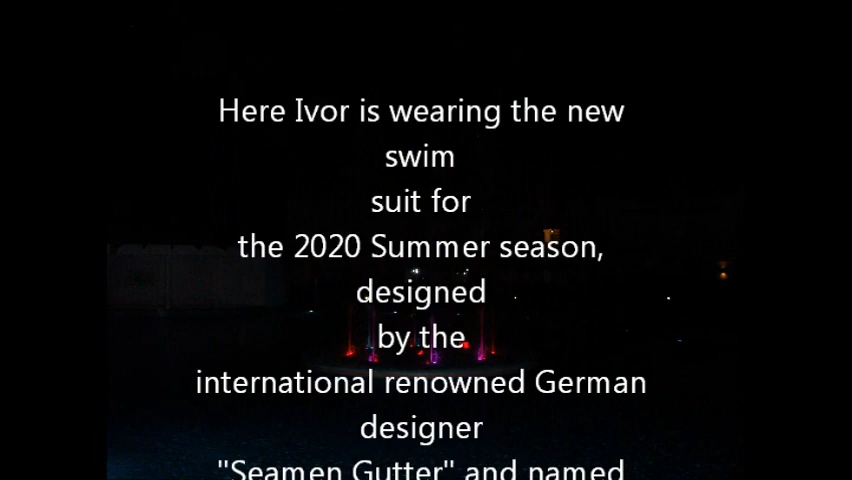 Here Ivor is wearing the new
swim
suit for
the 2020 Summer season,
designed
by the
international renowned German
designer
"Seamen Gutter" and named